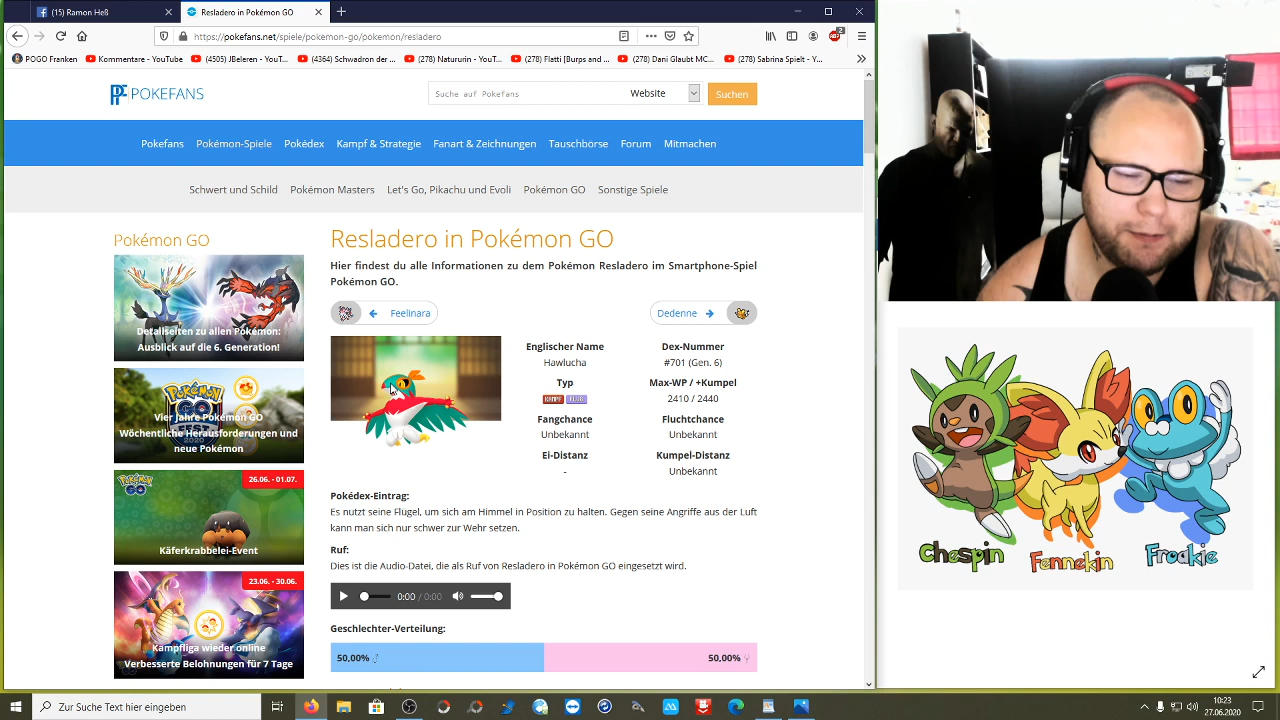 (15) Ramon Heß
Resladero in Pokémon GO
https://pokefans.net/spiele/pokemon-go/pokemon/resladero
POGO Franken
Kommentare - YouTube
(4505) JBeleren - YouT...
(4364) Schwadron der ...
(278) Natururin - YouT...
(278) Flatti [Burps and ...
(278) Dani Glaubt MC...
(278) Sabrina Spielt - Y...
POKEFANS
Suche auf Pokefans
Website
Suchen
Pokefans
Pokémon-Spiele
Pokédex
Kampf & Strategie
Fanart & Zeichnungen
Tauschbörse
Forum
Mitmachen
Schwert und Schild
Pokémon Masters
Let's Go, Pikachu und Evoli
Pokémon GO
Sonstige Spiele
Pokémon GO
Detailseiten zu allen Pokémon:
Ausblick auf die 6. Generation!
Vier Jahre Pokémon GO
Wöchentliche Herausforderungen und
neue Pokémon
26.06. - 01.07.
Käferkrabbelei-Event
23.06. - 30.06.
Kampfliga wieder online
Verbesserte Belohnungen für 7 Tage
Resladero in Pokémon GO
Hier findest du alle Informationen zu dem Pokémon Resladero im Smartphone-Spiel
Pokémon GO.
Feelinara
Dedenne
Englischer Name
Hawlucha
Dex-Nummer
#701 (Gen. 6)
Typ
KAMPF FLUG
Max-WP / +Kumpel
2410 / 2440
Fangchance
Unbekannt
Fluchtchance
Unbekannt
Ei-Distanz
-
Kumpel-Distanz
Unbekannt
Pokédex-Eintrag:
Es nutzt seine Flügel, um sich am Himmel in Position zu halten. Gegen seine Angriffe aus der Luft
kann man sich nur schwer zur Wehr setzen.
Ruf:
Dies ist die Audio-Datei, die als Ruf von Resladero in Pokémon GO eingesetzt wird.
0:00 / 0:00
Geschlechter-Verteilung:
50,00% ♂
50,00% ♀
Chespin
Fennekin
Froakie
Zur Suche Text hier eingeben
10:23
27.06.2020